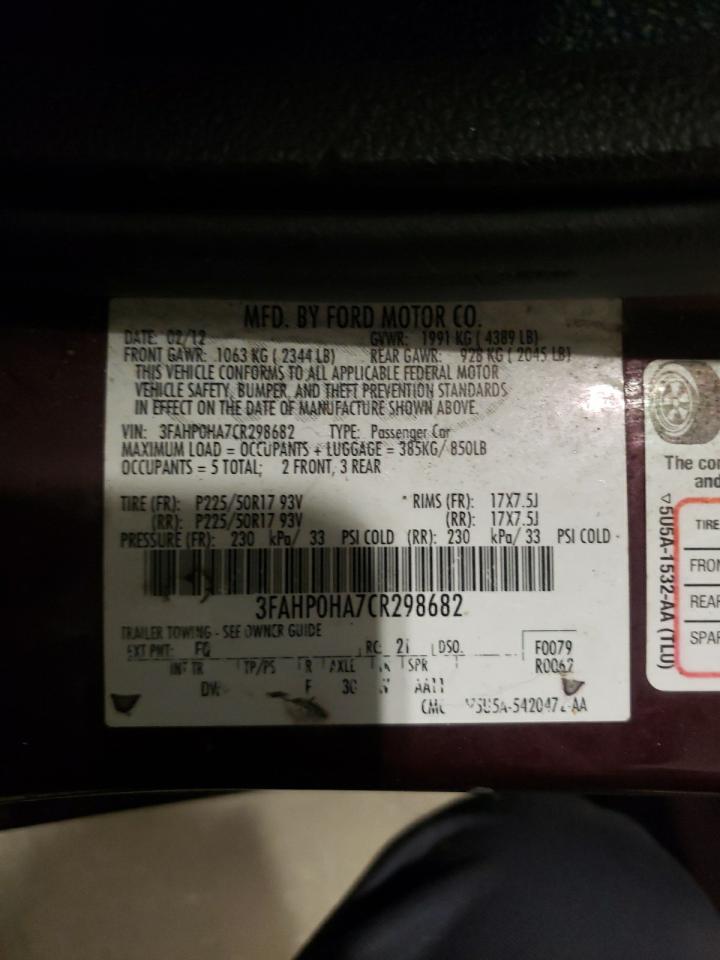 MFD. BY FORD MOTOR CO.
DATE: 02/12 GVWR: 1991 KG ( 4389 LB)
FRONT GAWR: 1063 KG ( 2344 LB) REAR GAWR: 928 KG ( 2045 LB)
THIS VEHICLE CONFORMS TO ALL APPLICABLE FEDERAL MOTOR
VEHICLE SAFETY, BUMPER, AND THEFT PREVENTION STANDARDS
IN EFFECT ON THE DATE OF MANUFACTURE SHOWN ABOVE.
VIN: 3FAHP0HA7CR298682 TYPE: Passenger Car
MAXIMUM LOAD = OCCUPANTS + LUGGAGE = 385KG/ 850LB
OCCUPANTS = 5 TOTAL; 2 FRONT, 3 REAR
TIRE (FR): P225/50R17 93V RIMS (FR): 17X7.5J
(RR): P225/50R17 93V (RR): 17X7.5J
PRESSURE (FR): 230 kPa/ 33 PSI COLD (RR): 230 kPa/ 33 PSI COLD
3FAHP0HA7CR298682
TRAILER TOWING - SEE OWNER GUIDE
EXT PNT: FQ RC: 21 DSO: F0079
INT TR TP/PS R AXLE SPR R0062
F AA11
The
and
5U5A-1532-AA (TLU)
TIRE
FRON
REAR
SPAR